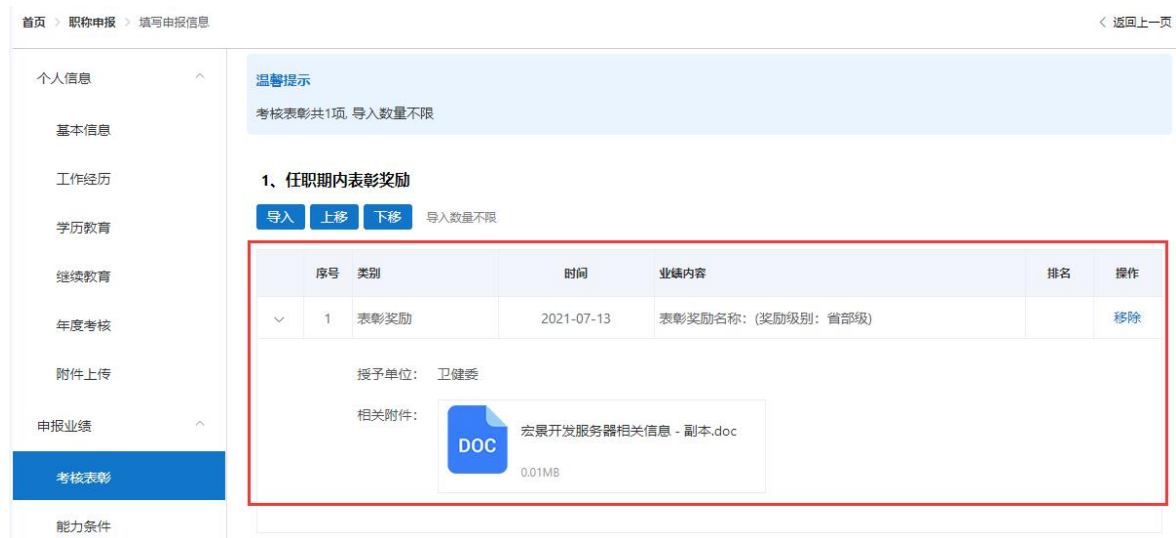 首页 > 职称申报 > 填写申报信息
< 返回上一页
个人信息
基本信息
工作经历
学历教育
继续教育
年度考核
附件上传
申报业绩
考核表彰
能力条件
温馨提示
考核表彰共1项, 导入数量不限
1、任职期内表彰奖励
导入 上移 下移 导入数量不限
序号 类别 时间 业绩内容 排名 操作
1 表彰奖励 2021-07-13 表彰奖励名称：(奖励级别：省部级) 移除
授予单位： 卫健委
相关附件：
DOC
宏景开发服务器相关信息 - 副本.doc
0.01MB